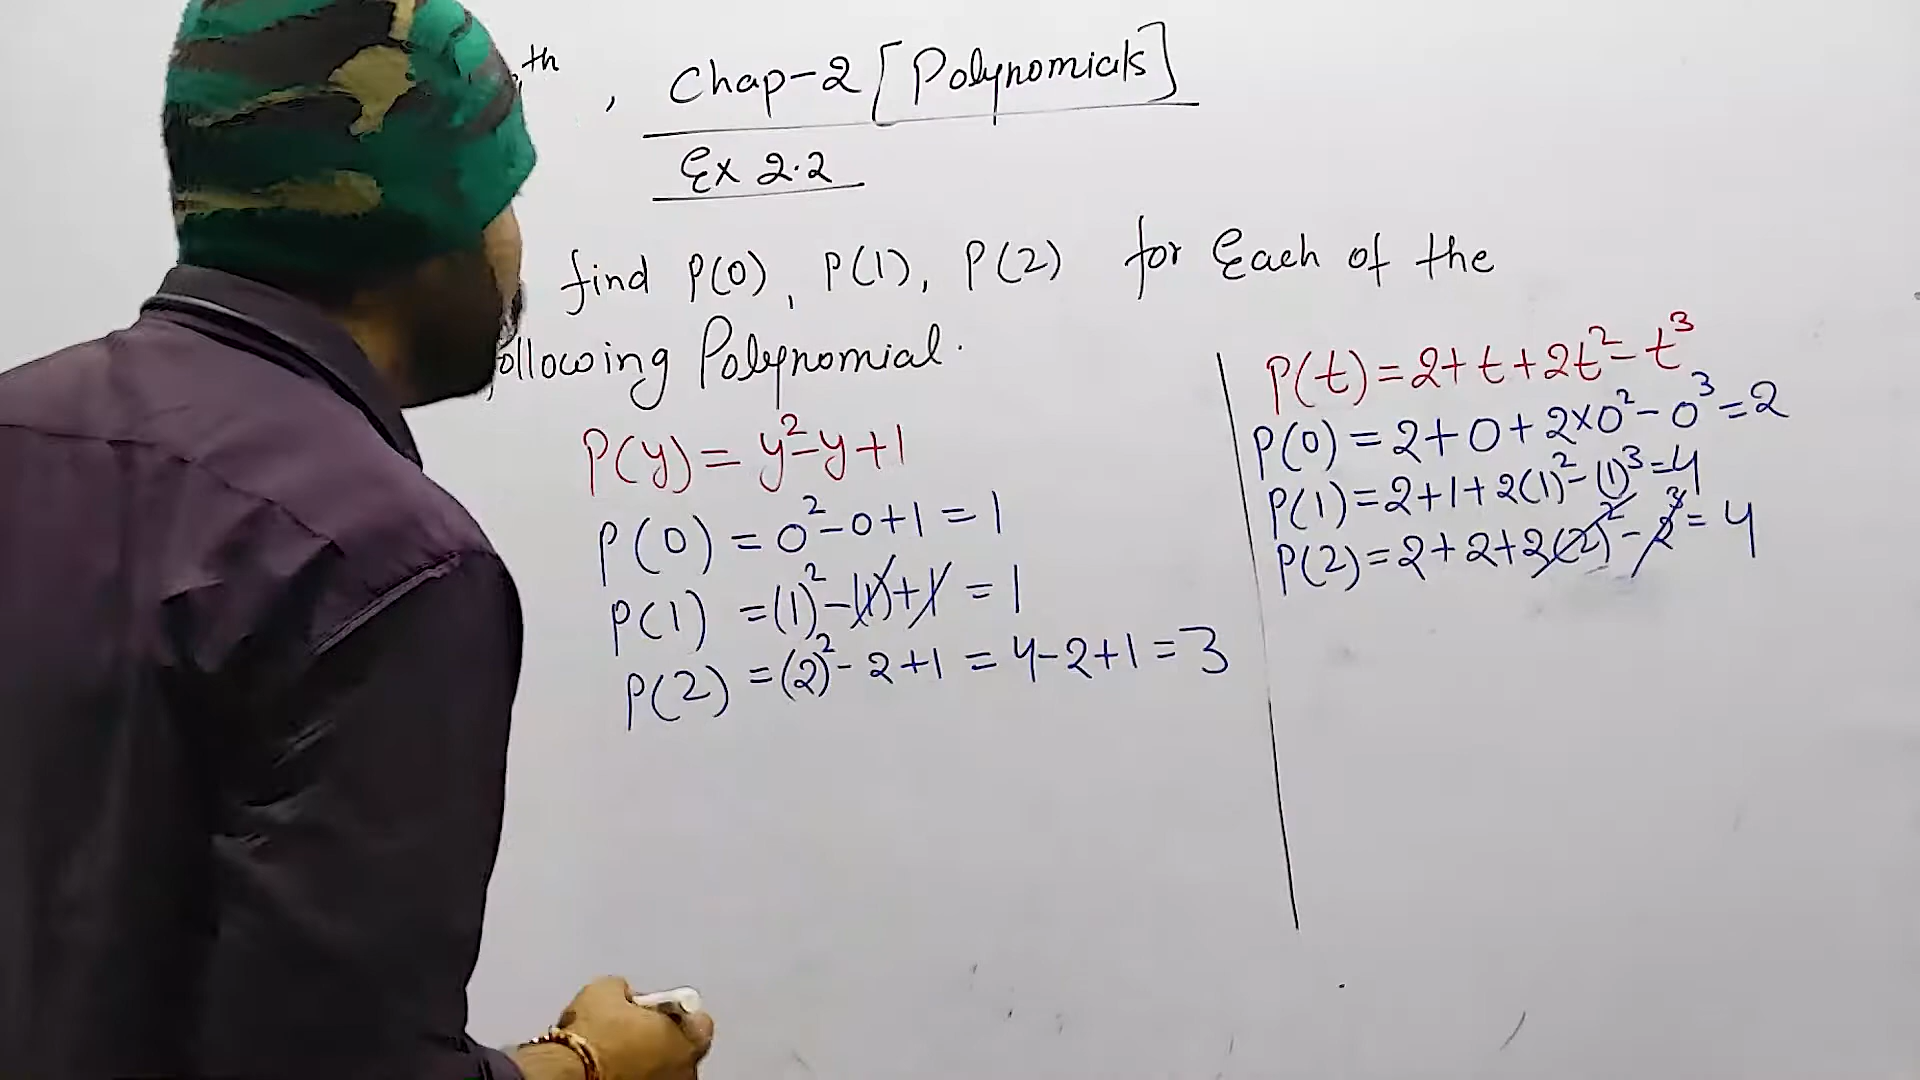 th, Chap-2 [Polynomials]
Ex 2.2
find P(0), P(1), P(2) for Each of the
following Polynomial.
P(y) = y²-y+1
P(0) = 0²-0+1 = 1
P(1) = (1)²-(1)+1 = 1
P(2) = (2)²-2+1 = 4-2+1 = 3
P(t) = 2+t+2t²-t³
P(0) = 2+0+2×0²-0³ = 2
P(1) = 2+1+2(1)²-(1)³ = 4
P(2) = 2+2+2(2)²-2³ = 4